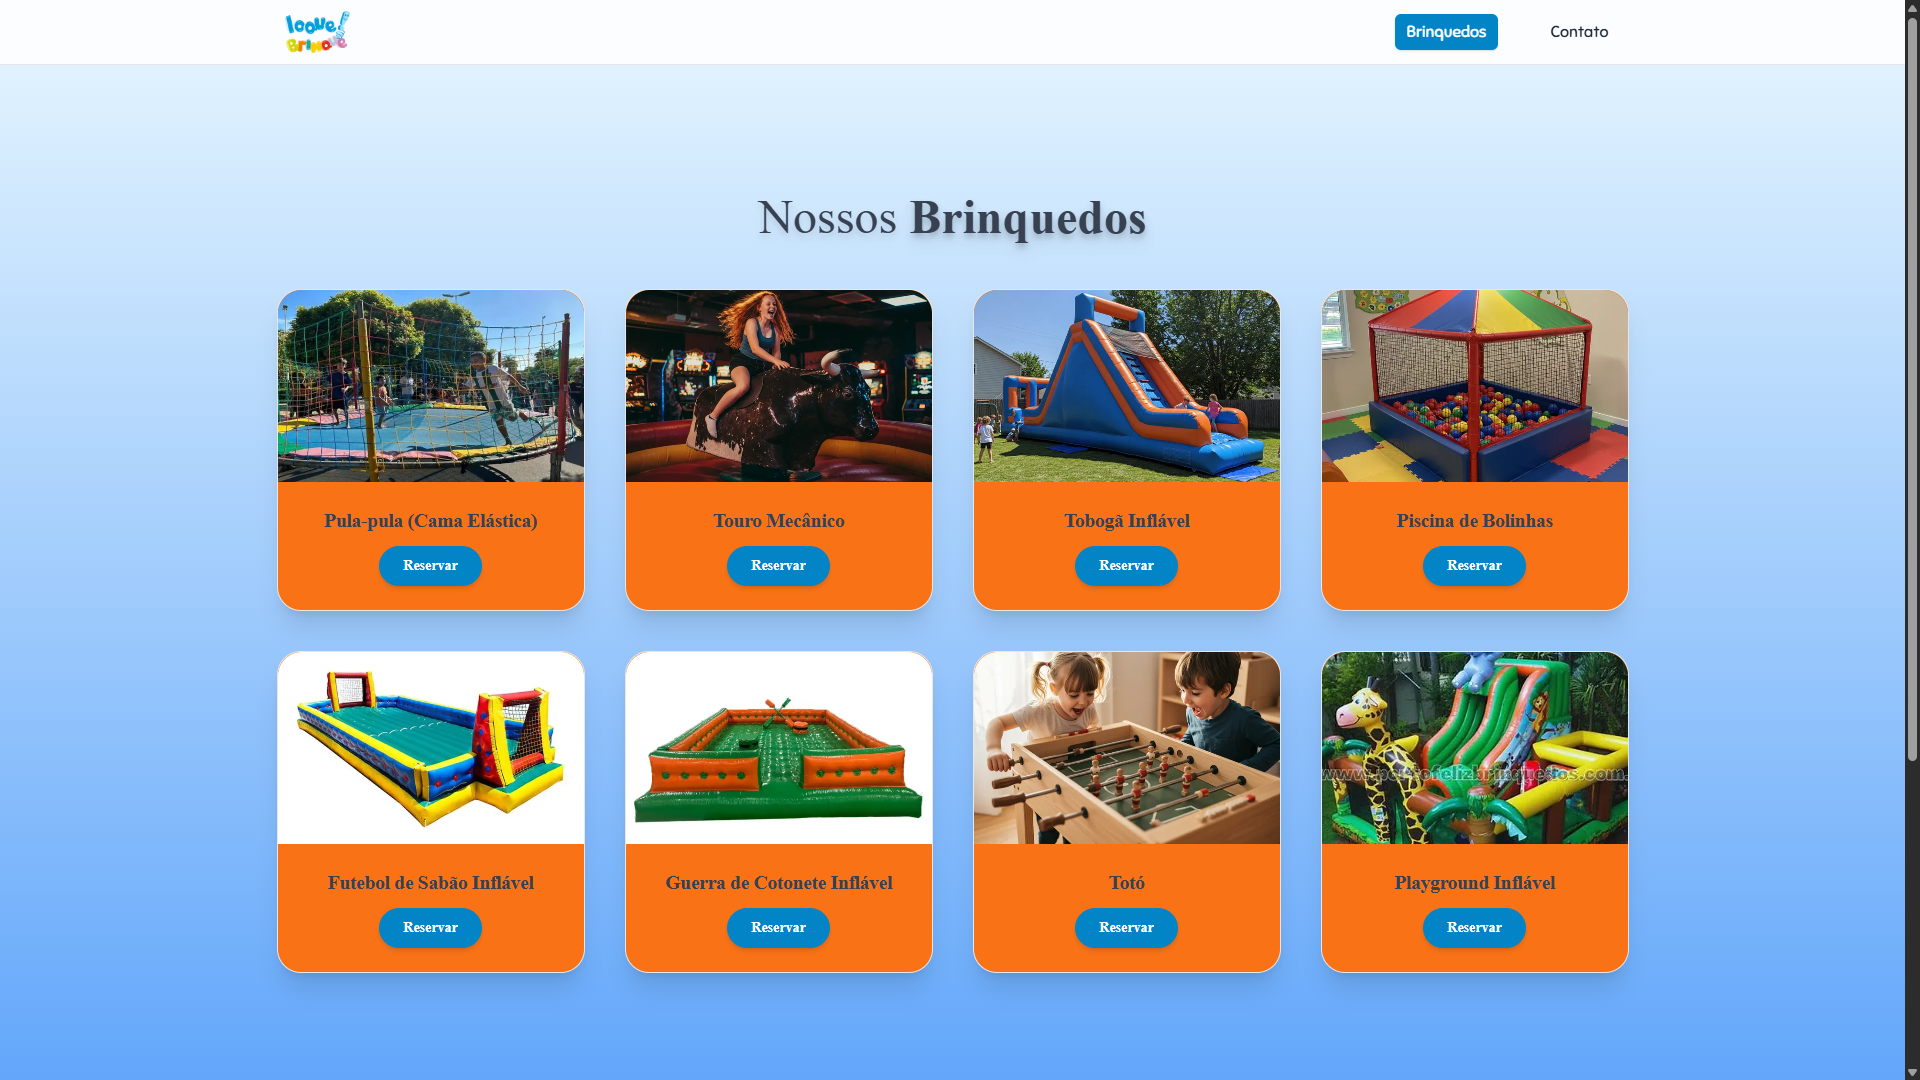 looue!
Brinque
Brinquedos
Contato
Nossos Brinquedos
Pula-pula (Cama Elástica)
Touro Mecânico
Tobogã Inflável
Piscina de Bolinhas
Reservar
Reservar
Reservar
Reservar
www.portofelizbrinquedos.com.
Futebol de Sabão Inflável
Guerra de Cotonete Inflável
Totó
Playground Inflável
Reservar
Reservar
Reservar
Reservar